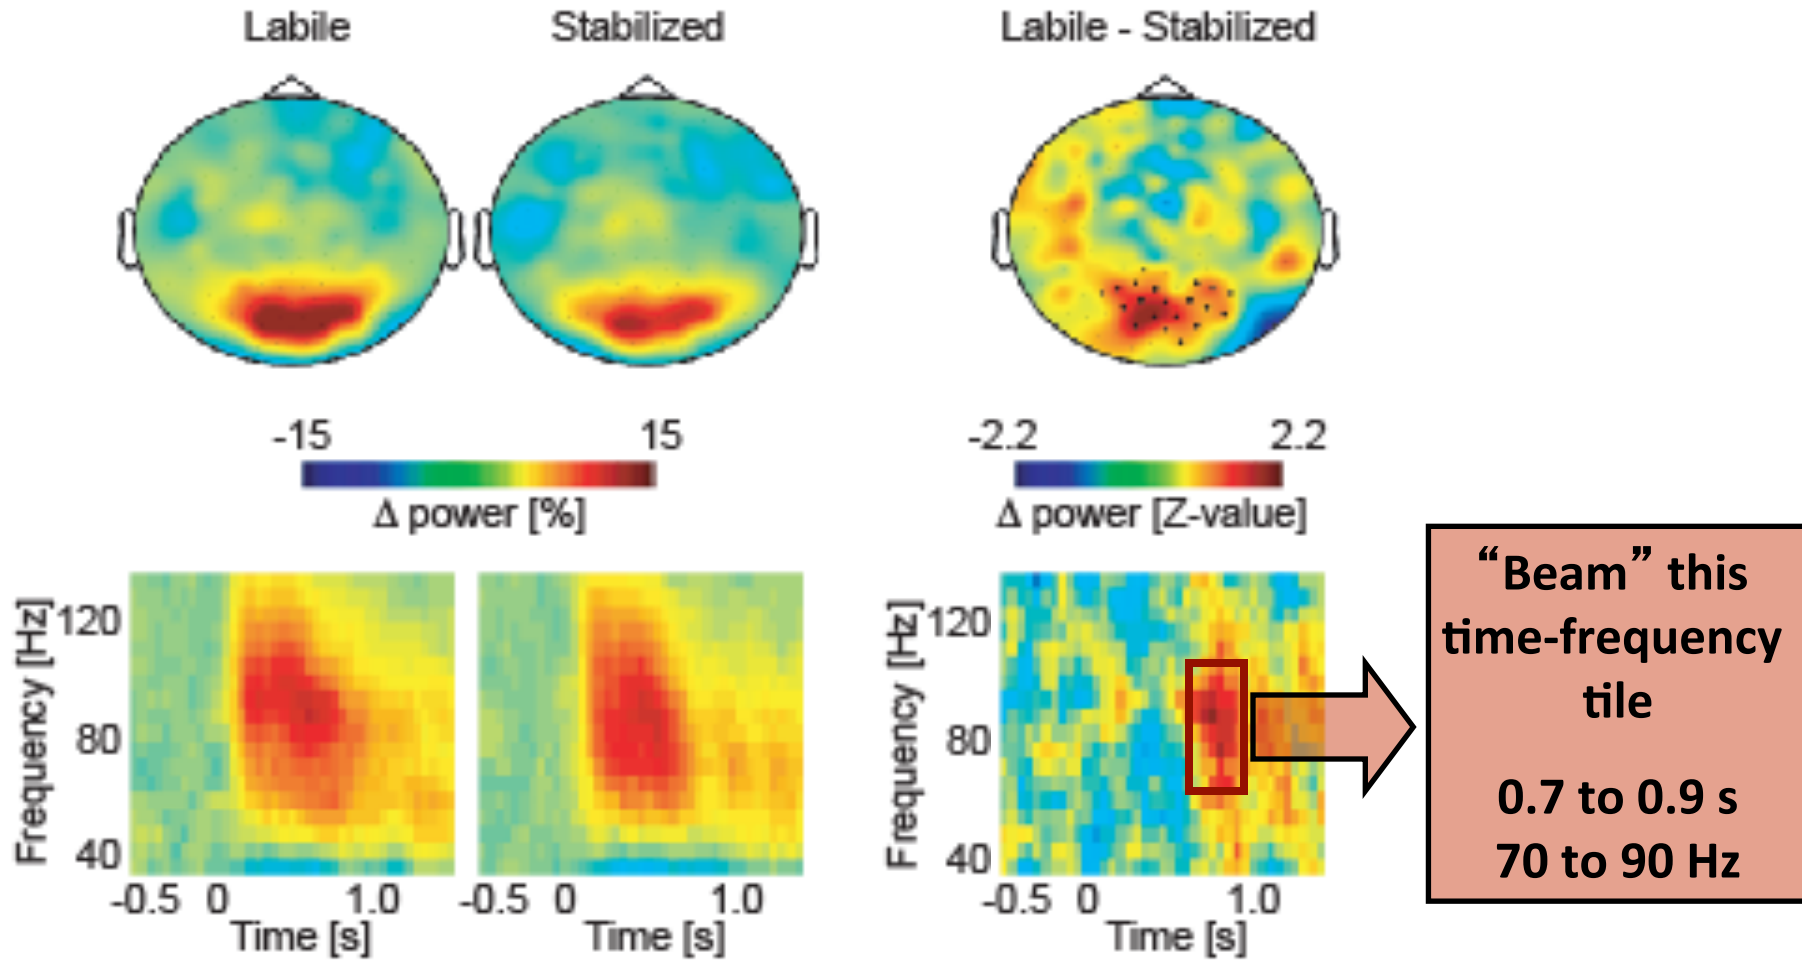 Labile
Stabilized
Labile - Stabilized
-15
15
Δ power [%]
-2.2
2.2
Δ power [Z-value]
Frequency [Hz]
120
80
40
-0.5
0
1.0
Time [s]
-0.5
0
1.0
Time [s]
Frequency [Hz]
120
80
40
-0.5
0
1.0
Time [s]
“Beam” this
time-frequency
tile
0.7 to 0.9 s
70 to 90 Hz